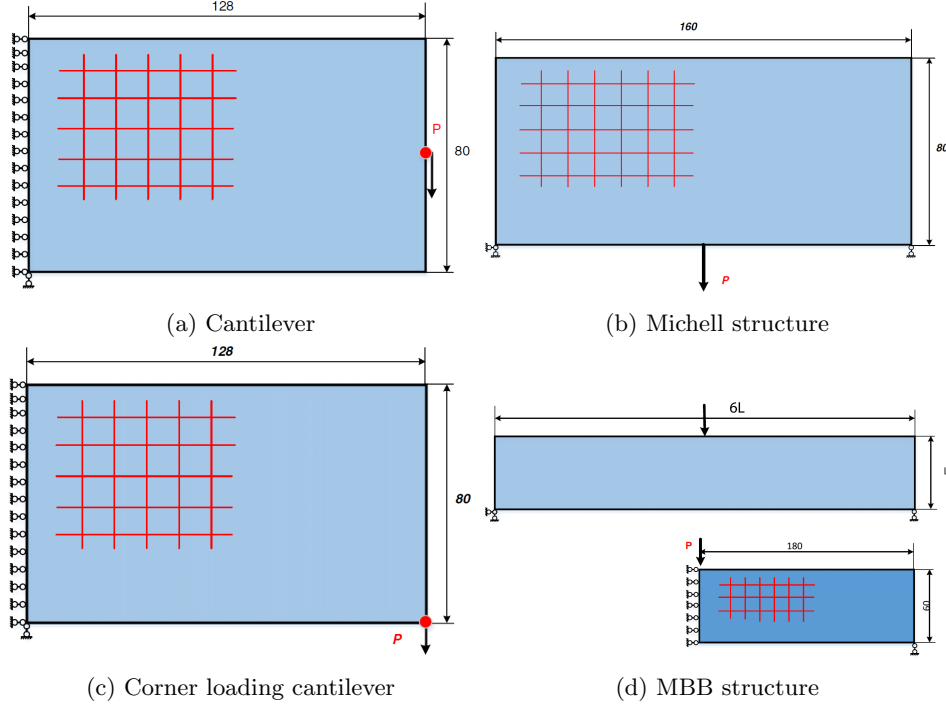 128
P
80
(a) Cantilever
160
80
P
(b) Michell structure
128
80
P
(c) Corner loading cantilever
6L
P
180
60
(d) MBB structure